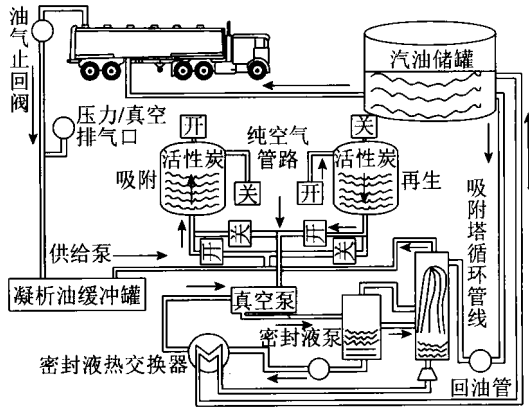 油
气
止
回
阀
汽油储罐
压力/真空
排气口
开
纯空气
管路
关
活性炭
活性炭
吸附
关
开
再生
吸
附
塔
循
环
管
线
关
开
开
关
供给泵
凝析油缓冲罐
真空泵
密封液泵
密封液热交换器
回油管